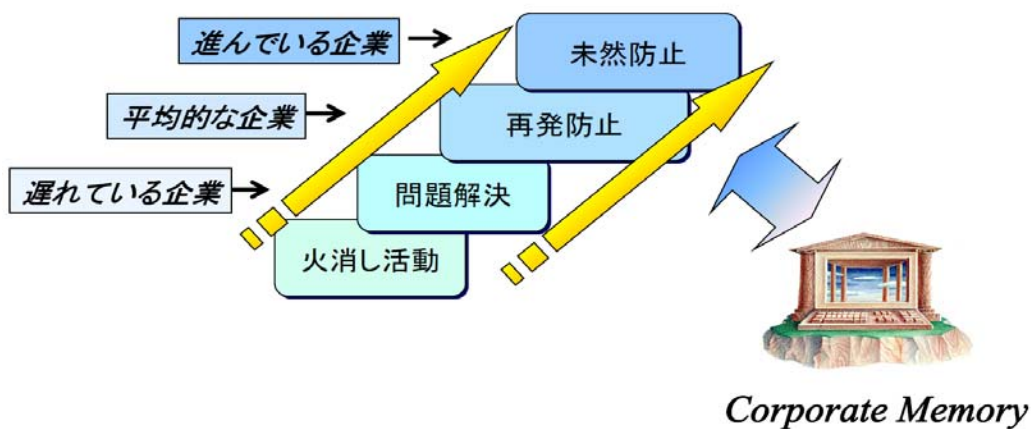 進んでいる企業
未然防止
平均的な企業
再発防止
遅れている企業
問題解決
火消し活動
Corporate Memory